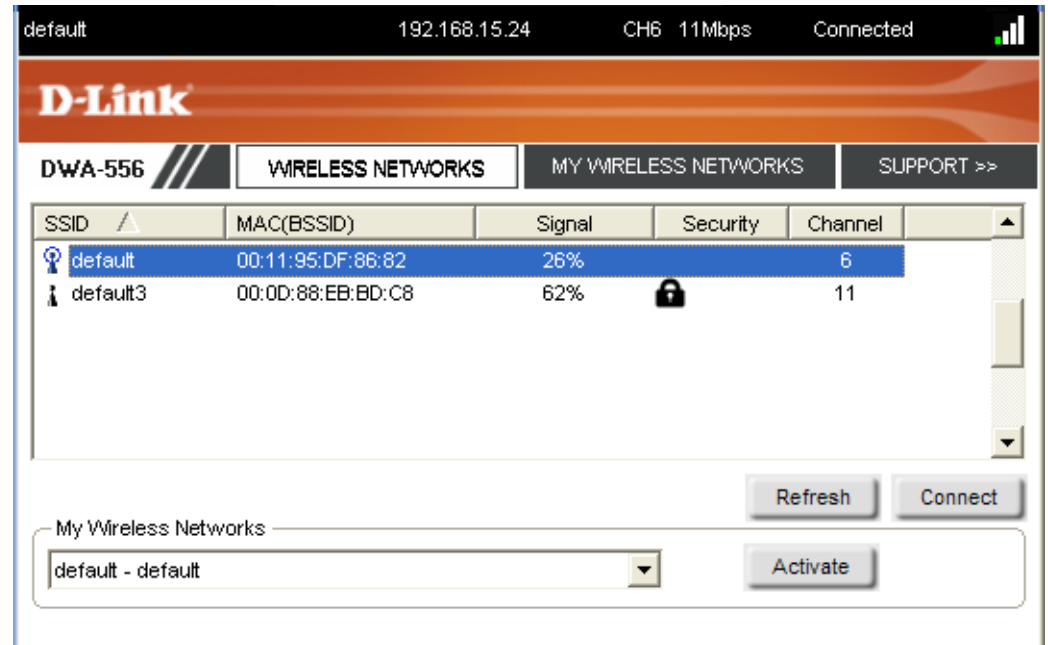 default 192.168.15.24 CH6 11Mbps Connected
D-Link
DWA-556 WIRELESS NETWORKS MY WIRELESS NETWORKS SUPPORT >>
SSID MAC(BSSID) Signal Security Channel
default 00:11:95:DF:86:82 26% 6
default3 00:0D:88:EB:BD:C8 62% 11
Refresh Connect
My Wireless Networks
default - default Activate